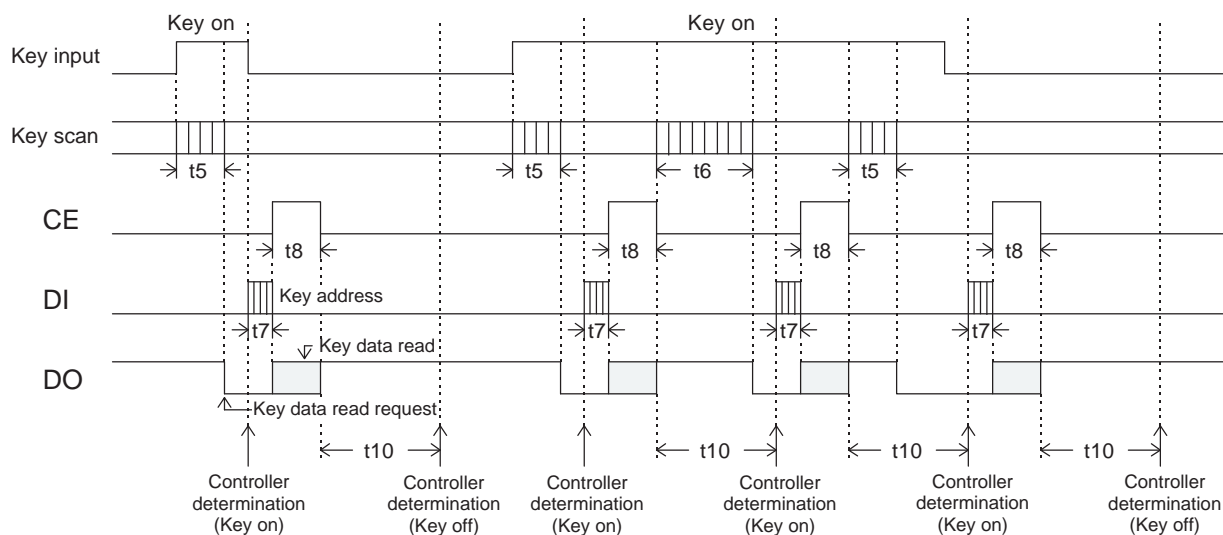 Key on
Key on
Key input
Key scan
t5
t5
t6
t5
CE
t8
t8
t8
t8
DI
Key address
t7
t7
t7
t7
Key data read
DO
Key data read request
t10
t10
t10
t10
Controller
determination
(Key on)
Controller
determination
(Key off)
Controller
determination
(Key on)
Controller
determination
(Key on)
Controller
determination
(Key on)
Controller
determination
(Key off)